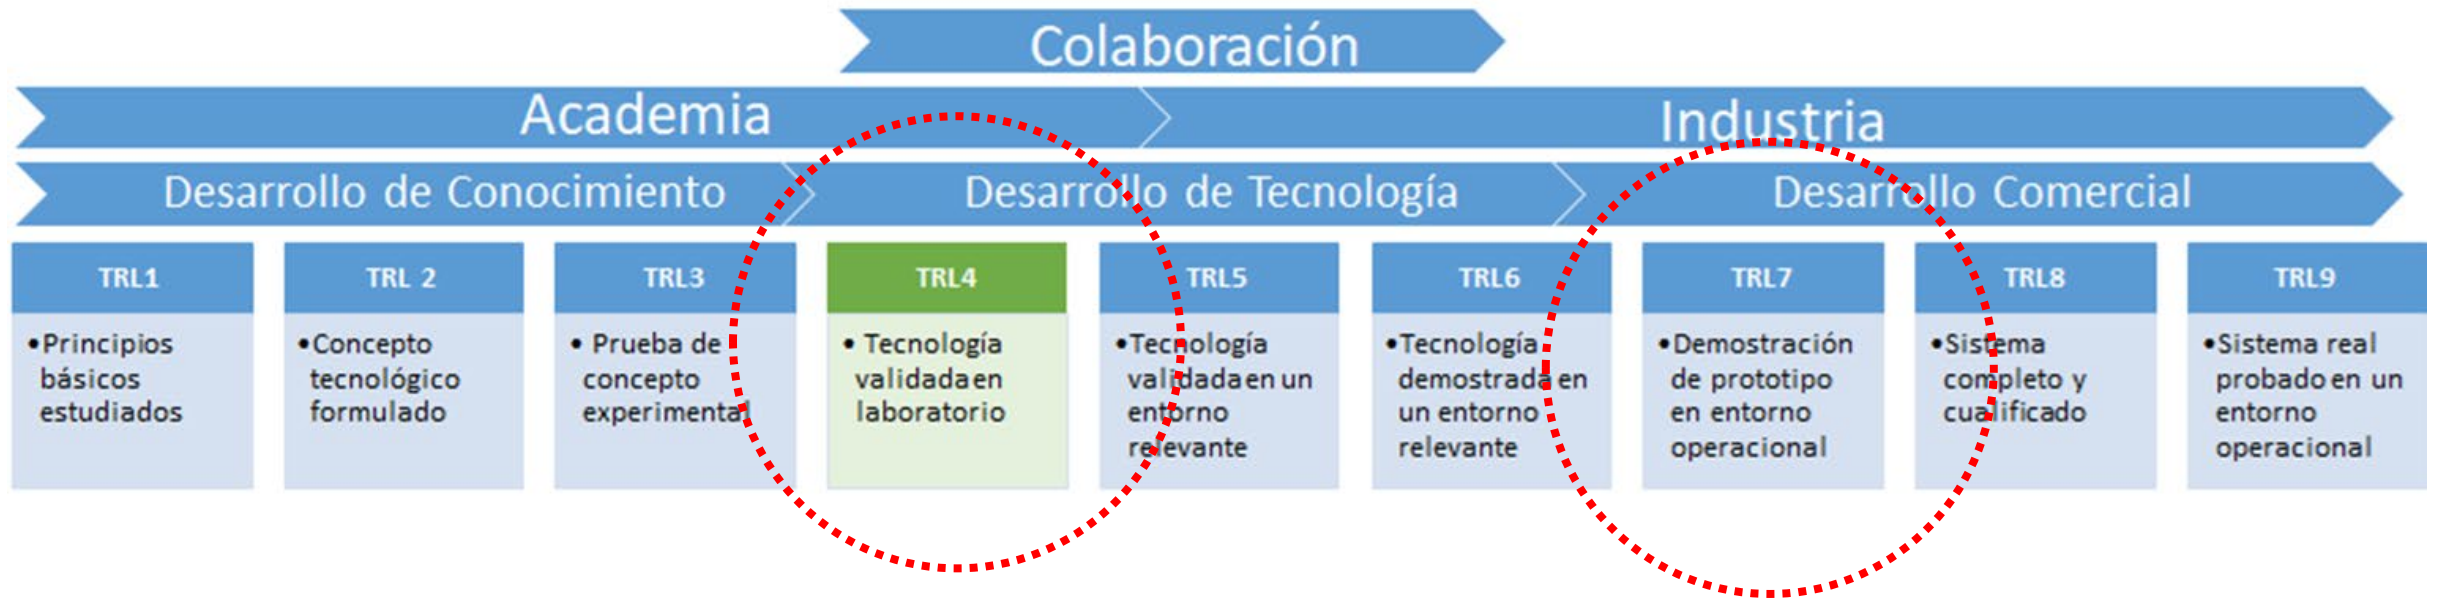 Colaboración
Academia
Industria
Desarrollo de Conocimiento
Desarrollo de Tecnología
Desarrollo Comercial
TRL1
•Principios
básicos
estudiados
TRL 2
•Concepto
tecnológico
formulado
TRL3
• Prueba de
concepto
experimental
TRL4
• Tecnología
validada en
laboratorio
TRL5
•Tecnología
validada en un
entorno
relevante
TRL6
•Tecnología
demostrada en
un entorno
relevante
TRL7
•Demostración
de prototipo
en entorno
operacional
TRL8
•Sistema
completo y
cualificado
TRL9
•Sistema real
probado en un
entorno
operacional